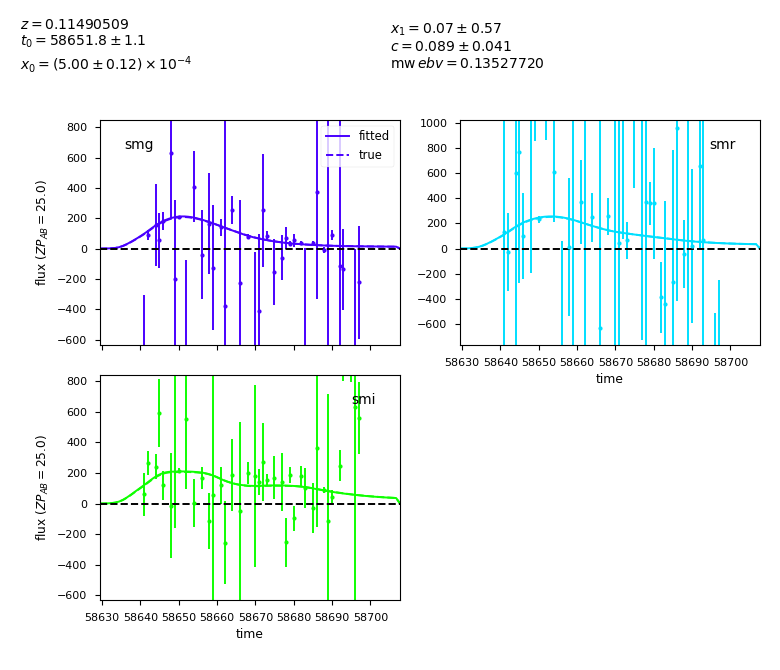 z = 0.11490509
t₀ = 58651.8 ± 1.1
x₀ = (5.00 ± 0.12) × 10⁻⁴
x₁ = 0.07 ± 0.57
c = 0.089 ± 0.041
mw ebv = 0.13527720
smg
fitted
true
800
600
400
200
0
−200
−400
−600
flux (ZP_AB = 25.0)
smr
1000
800
600
400
200
0
−200
−400
−600
58630 58640 58650 58660 58670 58680 58690 58700
time
smi
800
600
400
200
0
−200
−400
−600
flux (ZP_AB = 25.0)
58630 58640 58650 58660 58670 58680 58690 58700
time